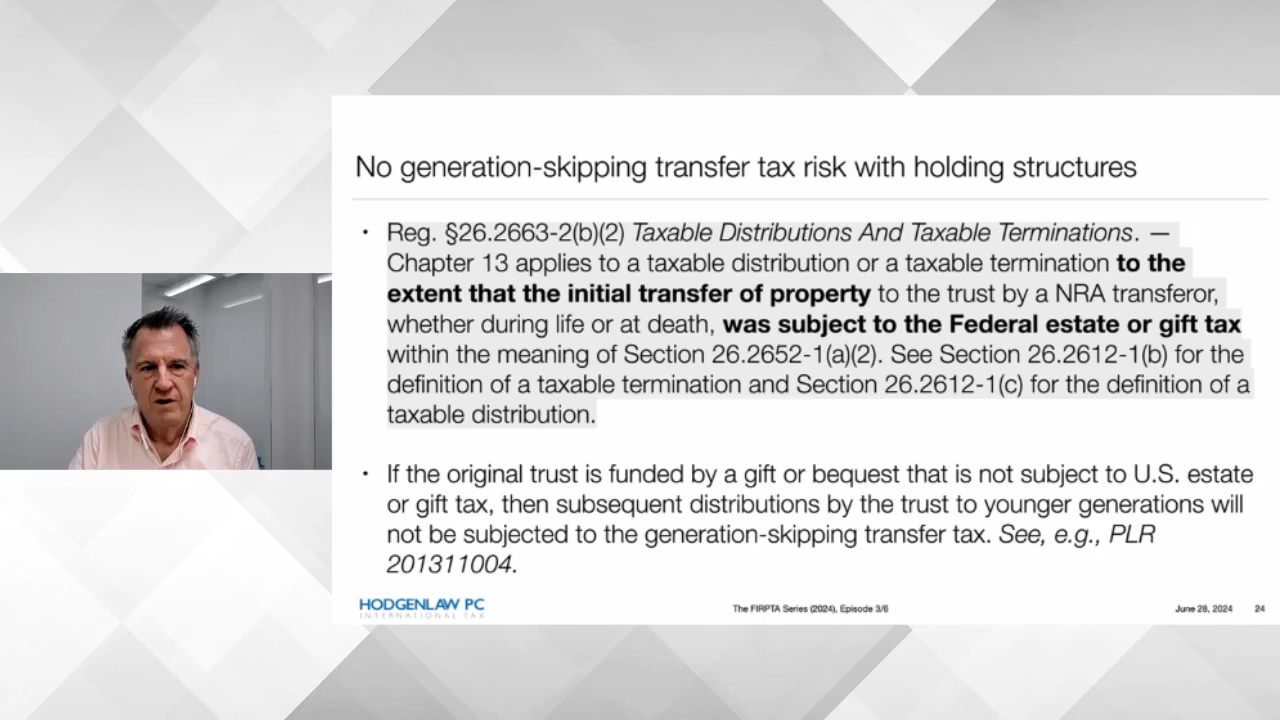 No generation-skipping transfer tax risk with holding structures
• Reg. §26.2663-2(b)(2) Taxable Distributions And Taxable Terminations. —
Chapter 13 applies to a taxable distribution or a taxable termination to the
extent that the initial transfer of property to the trust by a NRA transferor,
whether during life or at death, was subject to the Federal estate or gift tax
within the meaning of Section 26.2652-1(a)(2). See Section 26.2612-1(b) for the
definition of a taxable termination and Section 26.2612-1(c) for the definition of a
taxable distribution.
• If the original trust is funded by a gift or bequest that is not subject to U.S. estate
or gift tax, then subsequent distributions by the trust to younger generations will
not be subjected to the generation-skipping transfer tax. See, e.g., PLR
201311004.
HODGENLAW PC
INTERNATIONAL TAX
The FIRPTA Series (2024), Episode 3/6
June 28, 2024
24